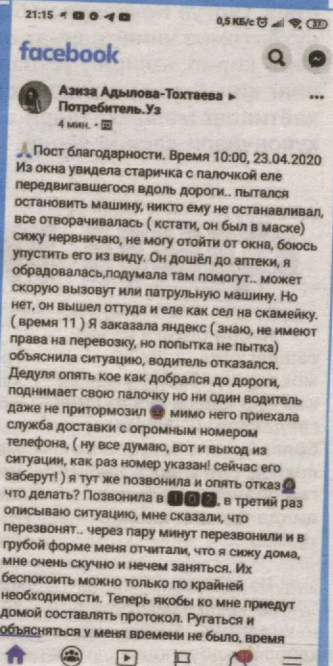 21:15
0,5 КБ/с
37
facebook
Азиза Адылова-Тохтаева ▸
Потребитель.Уз
4 мин. •
🙏Пост благодарности. Время 10:00, 23.04.2020
Из окна увидела старичка с палочкой еле
передвигавшегося вдоль дороги.. пытался
остановить машину, никто ему не останавливал,
все отворачивалась ( кстати, он был в маске)
сижу нервничаю, не могу отойти от окна, боюсь
упустить его из виду. Он дошёл до аптеки, я
обрадовалась,подумала там помогут.. может
скорую вызовут или патрульную машину. Но
нет, он вышел оттуда и еле как сел на скамейку.
( время 11 ) Я заказала яндекс ( знаю, не имеют
права на перевозку, но попытка не пытка)
объяснила ситуацию, водитель отказался.
Дедуля опять кое как добрался до дороги,
поднимает свою палочку но ни один водитель
даже не притормозил мимо него приехала
служба доставки с огромным номером
телефона, ( ну все думаю, вот и выход из
ситуации, как раз номер указан! сейчас его
заберут! ) я тут же позвонила и опять отказ
что делать? Позвонила в 102, в третий раз
описываю ситуацию, мне сказали, что
перезвонят.. через пару минут перезвонили и в
грубой форме меня отчитали, что я сижу дома,
мне очень скучно и нечем заняться. Их
беспокоить можно только по крайней
необходимости. Теперь якобы ко мне приедут
домой составлять протокол. Ругаться и
объясняться у меня времени не было, время